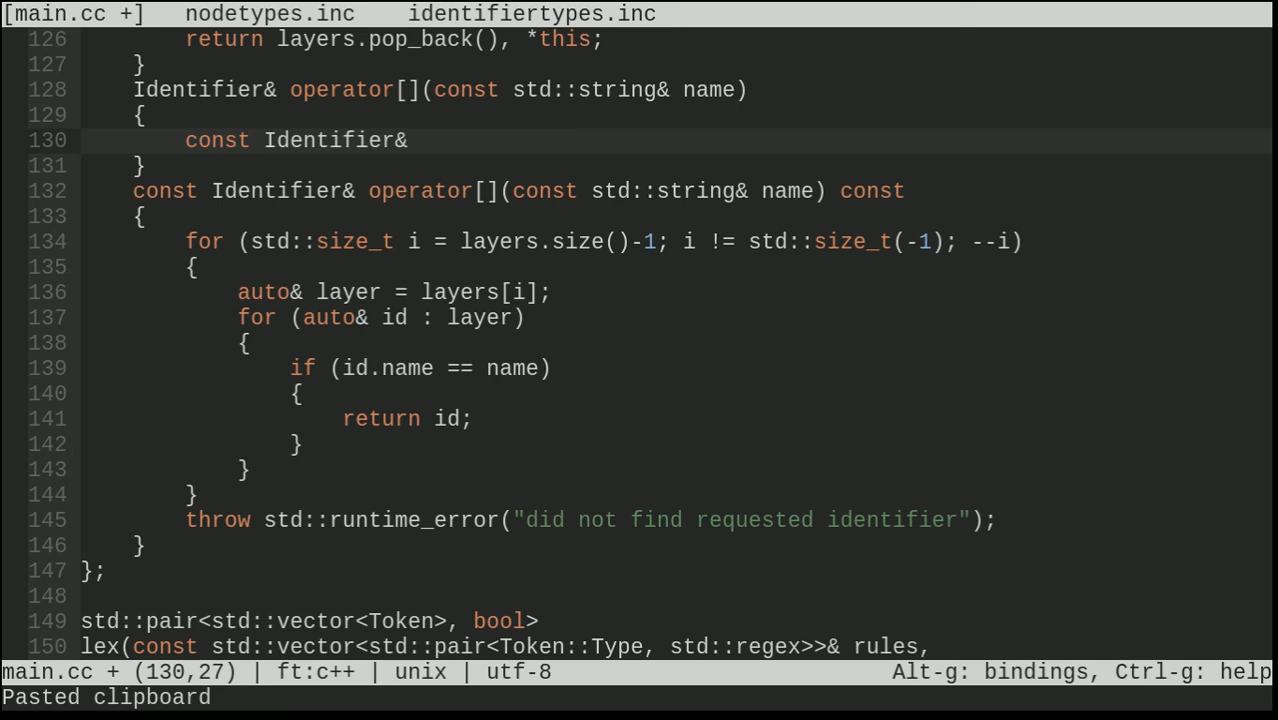 [main.cc +]   nodetypes.inc    identifiertypes.inc
126         return layers.pop_back(), *this;
127     }
128     Identifier& operator[](const std::string& name)
129     {
130         const Identifier&
131     }
132     const Identifier& operator[](const std::string& name) const
133     {
134         for (std::size_t i = layers.size()-1; i != std::size_t(-1); --i)
135         {
136             auto& layer = layers[i];
137             for (auto& id : layer)
138             {
139                 if (id.name == name)
140                 {
141                     return id;
142                 }
143             }
144         }
145         throw std::runtime_error("did not find requested identifier");
146     }
147 };
148
149 std::pair<std::vector<Token>, bool>
150 lex(const std::vector<std::pair<Token::Type, std::regex>>& rules,
main.cc + (130,27) | ft:c++ | unix | utf-8                          Alt-g: bindings, Ctrl-g: help
Pasted clipboard